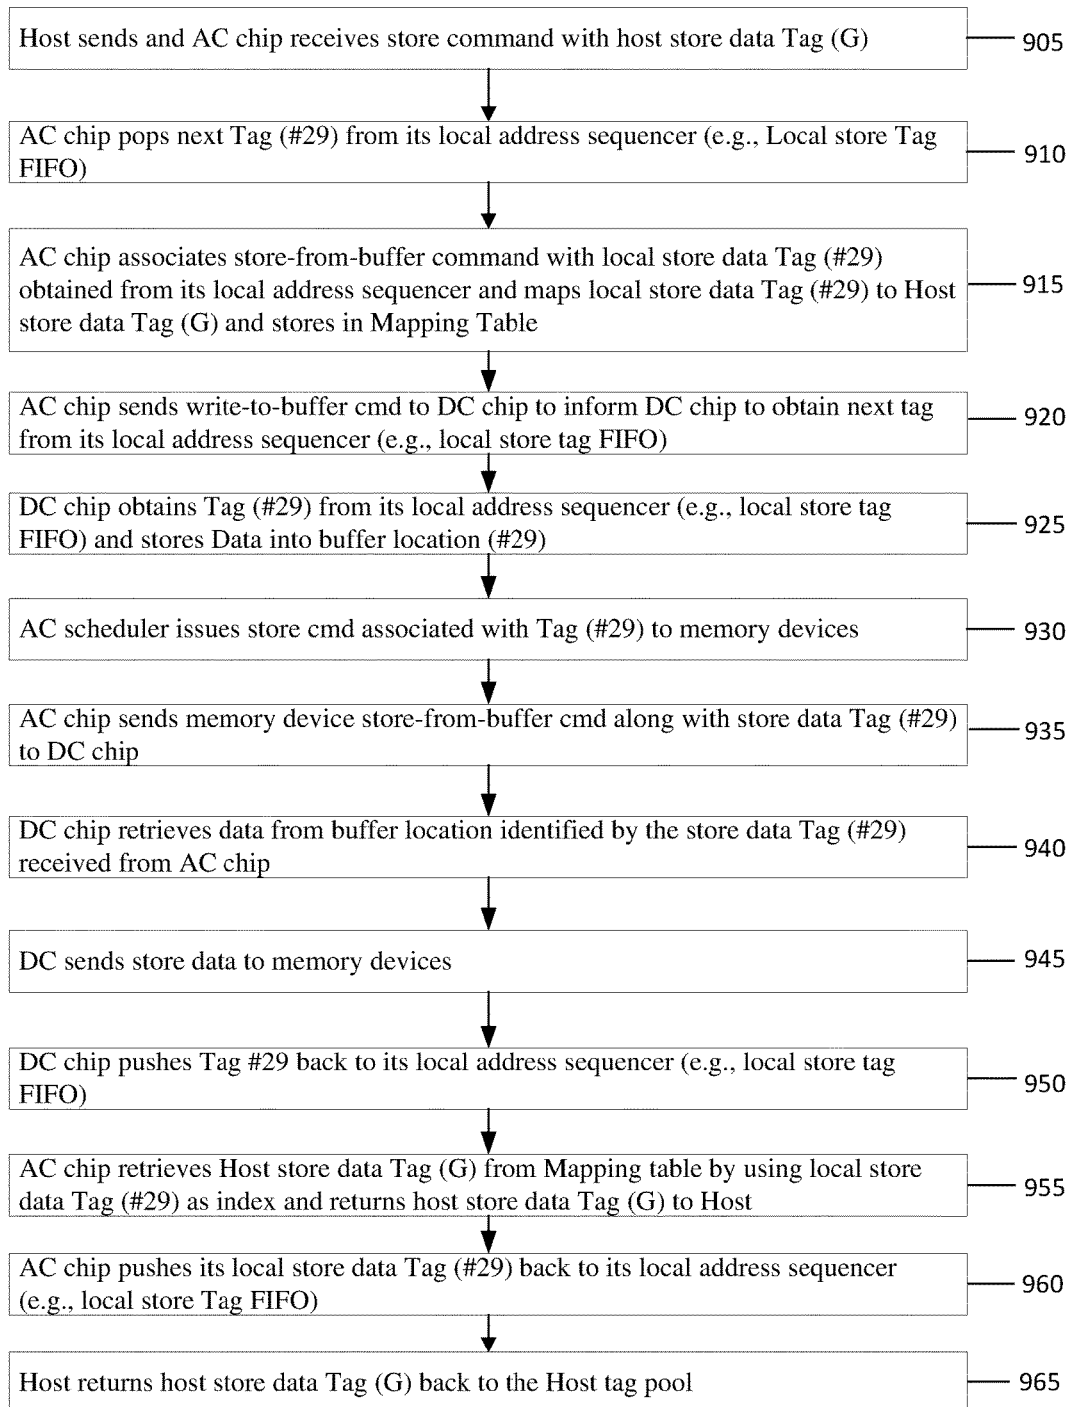 Host sends and AC chip receives store command with host store data Tag (G)
905
AC chip pops next Tag (#29) from its local address sequencer (e.g., Local store Tag
FIFO)
910
AC chip associates store-from-buffer command with local store data Tag (#29)
obtained from its local address sequencer and maps local store data Tag (#29) to Host
store data Tag (G) and stores in Mapping Table
915
AC chip sends write-to-buffer cmd to DC chip to inform DC chip to obtain next tag
from its local address sequencer (e.g., local store tag FIFO)
920
DC chip obtains Tag (#29) from its local address sequencer (e.g., local store tag
FIFO) and stores Data into buffer location (#29)
925
AC scheduler issues store cmd associated with Tag (#29) to memory devices
930
AC chip sends memory device store-from-buffer cmd along with store data Tag (#29)
to DC chip
935
DC chip retrieves data from buffer location identified by the store data Tag (#29)
received from AC chip
940
DC sends store data to memory devices
945
DC chip pushes Tag #29 back to its local address sequencer (e.g., local store tag
FIFO)
950
AC chip retrieves Host store data Tag (G) from Mapping table by using local store
data Tag (#29) as index and returns host store data Tag (G) to Host
955
AC chip pushes its local store data Tag (#29) back to its local address sequencer
(e.g., local store Tag FIFO)
960
Host returns host store data Tag (G) back to the Host tag pool
965